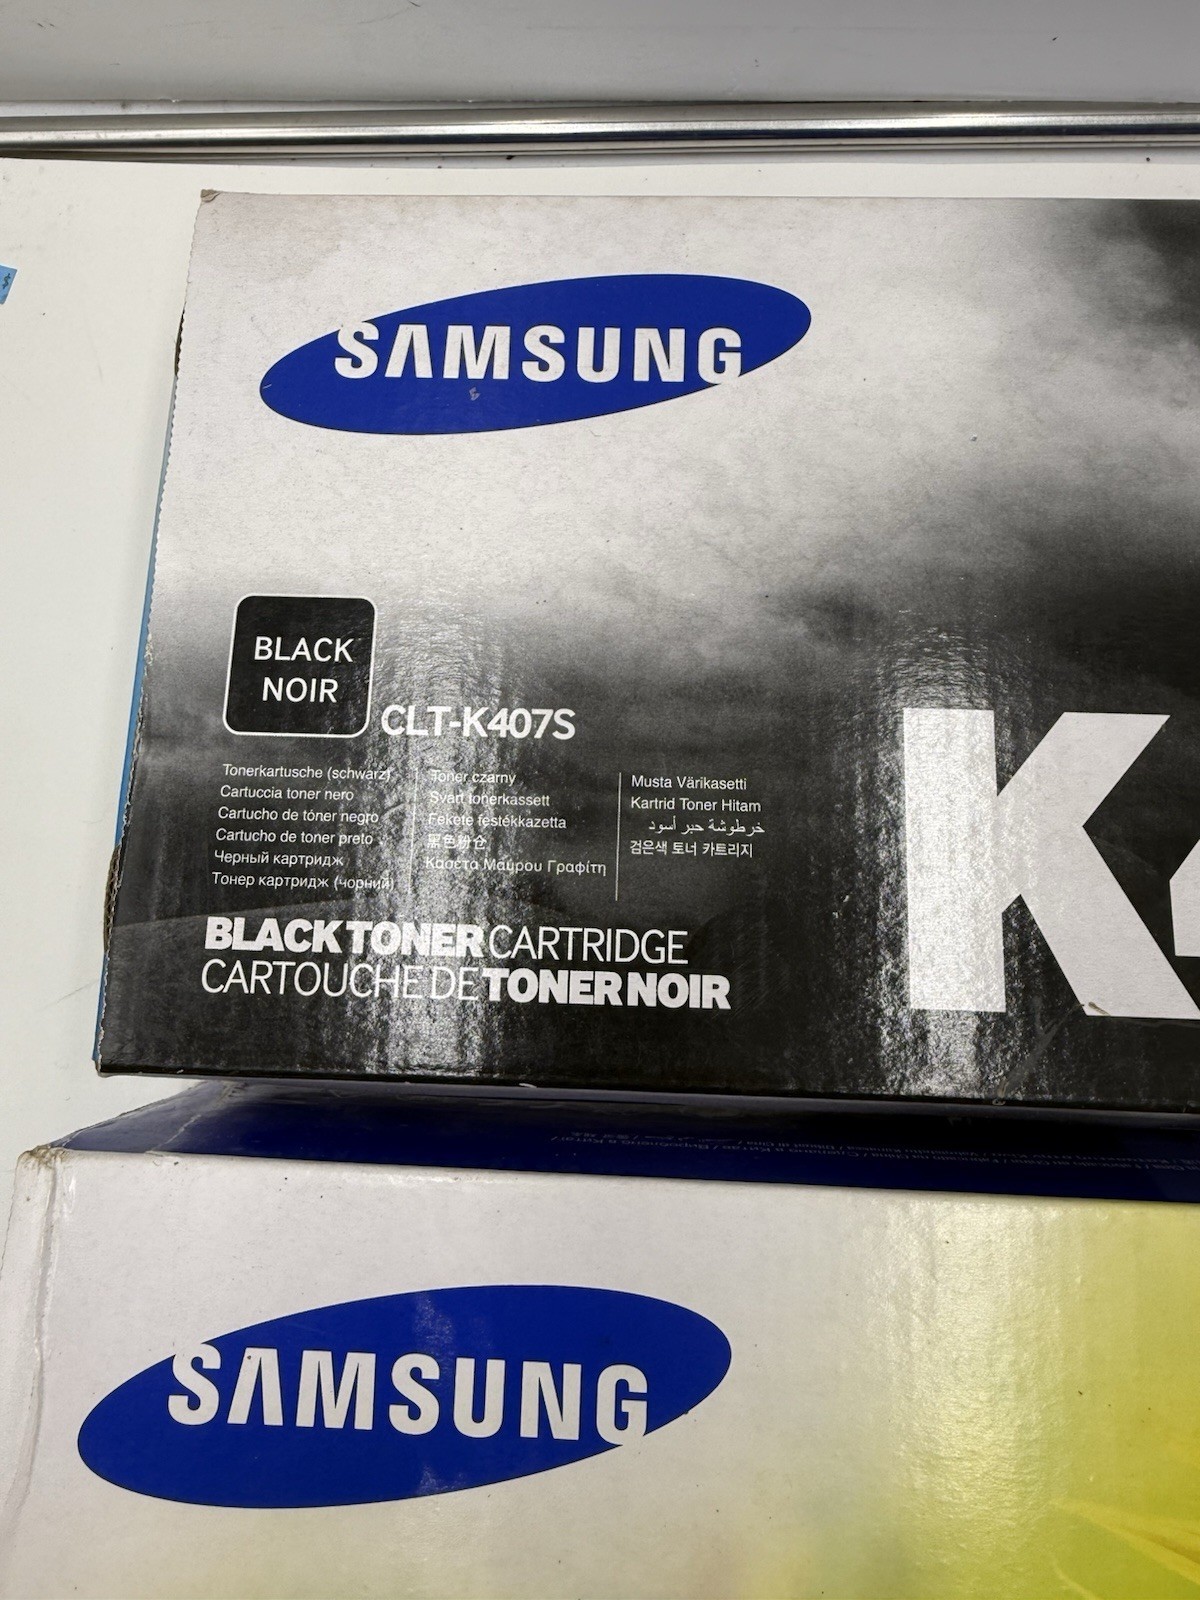 SAMSUNG
BLACK
NOIR
CLT-K407S
Tonerkartusche (schwarz)
Cartuccia toner nero
Cartucho de tóner negro
Cartucho de toner preto
Черный картридж
Тонер картридж (чорний)
Toner czarny
Svart tonerkassett
Fekete festékkazetta
黑色粉仓
Κασέτα Μαύρου Γραφίτη
Musta Värikasetti
Kartrid Toner Hitam
خرطوشة حبر أسود
검은색 토너 카트리지
BLACK TONER CARTRIDGE
CARTOUCHE DE TONER NOIR
K4
SAMSUNG